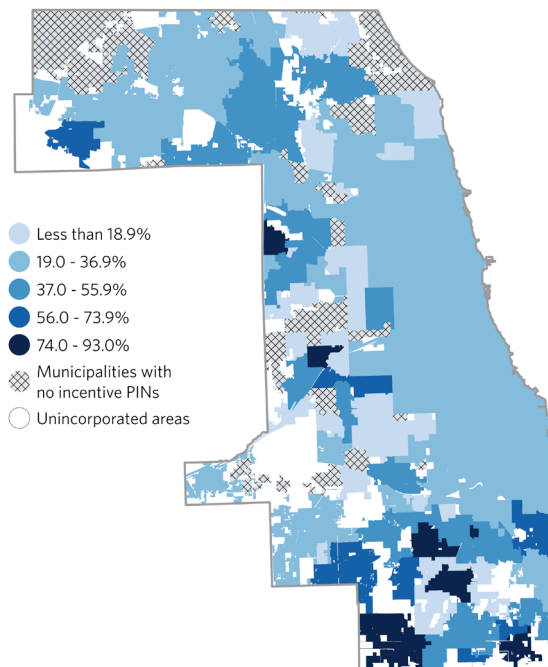 Less than 18.9%
19.0 - 36.9%
37.0 - 55.9%
56.0 - 73.9%
74.0 - 93.0%
Municipalities with
no incentive PINs
Unincorporated areas